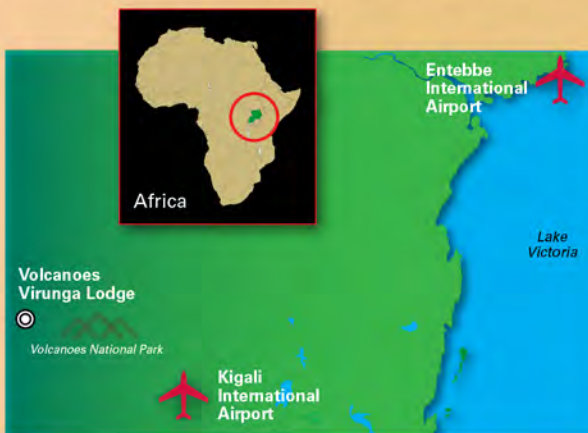 Africa
Entebbe
International
Airport
Lake
Victoria
Volcanoes
Virunga Lodge
Volcanoes National Park
Kigali
International
Airport